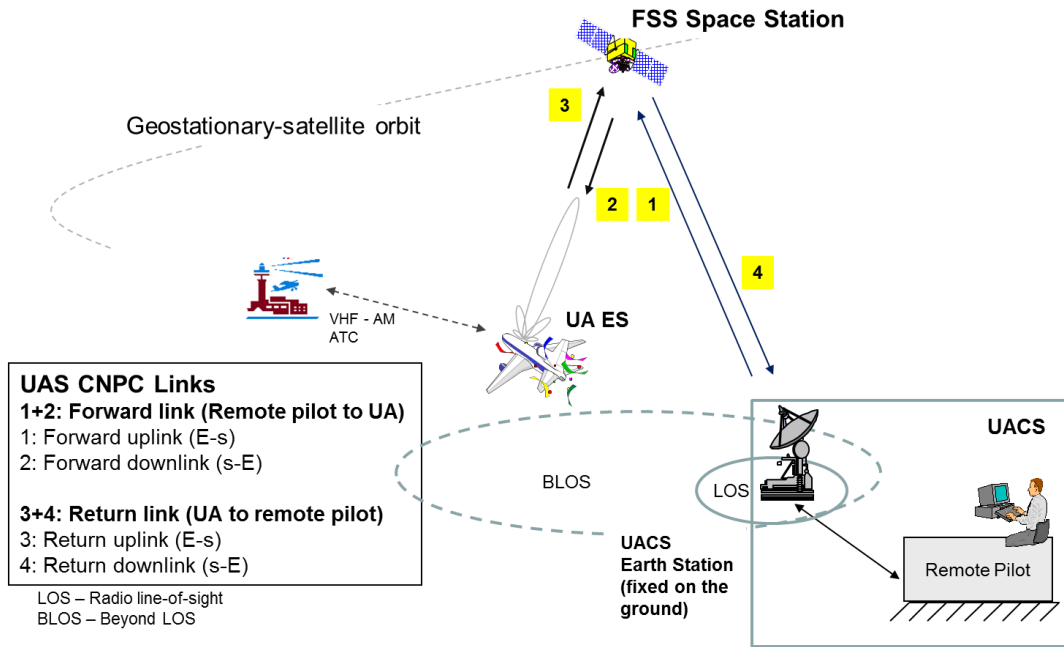 FSS Space Station
3
Geostationary-satellite orbit
2
1
4
VHF - AM
ATC
UA ES
UAS CNPC Links
1+2: Forward link (Remote pilot to UA)
1: Forward uplink (E-s)
2: Forward downlink (s-E)
3+4: Return link (UA to remote pilot)
3: Return uplink (E-s)
4: Return downlink (s-E)
LOS – Radio line-of-sight
BLOS – Beyond LOS
BLOS
LOS
UACS
Earth Station
(fixed on the
ground)
UACS
Remote Pilot